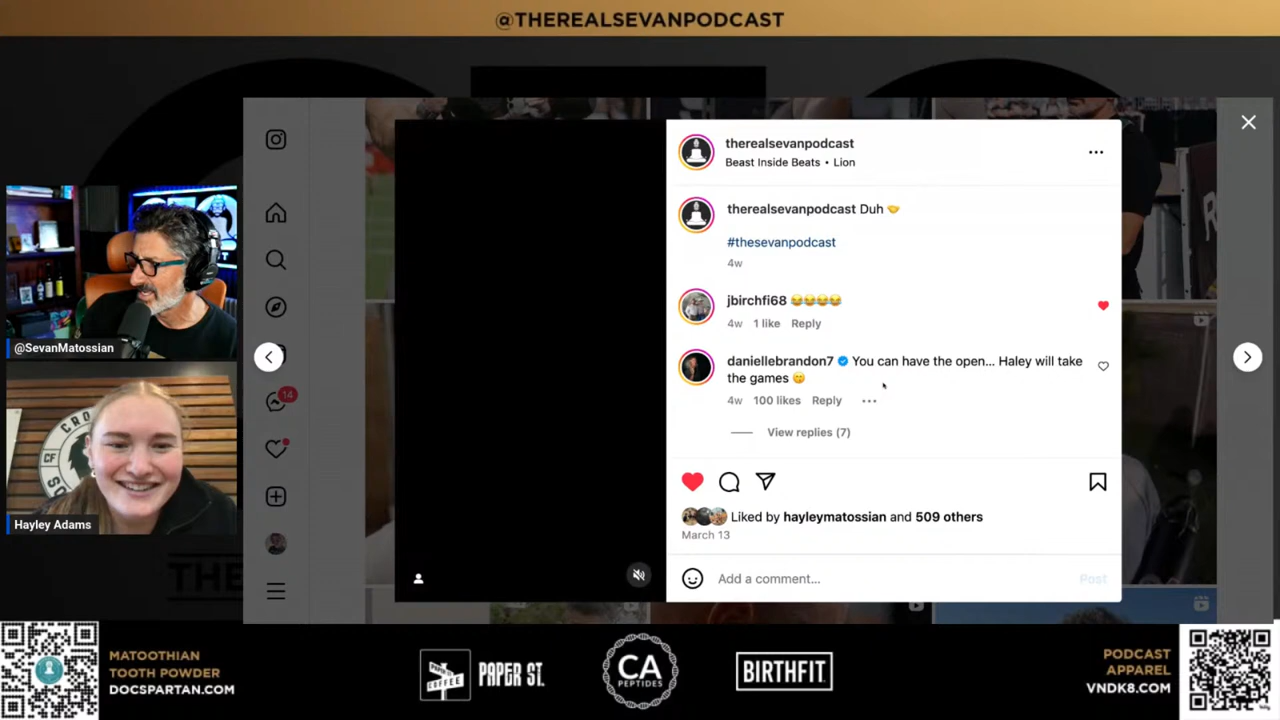 @THEREALSEVANPODCAST
therealsevanpodcast
Beast Inside Beats • Lion
therealsevanpodcast Duh 🤝
#thesevanpodcast
4w
jbirchfi68 😂😂😂😂
4w 1 like Reply
daniellebrandon7 You can have the open... Haley will take
the games 😁
4w 100 likes Reply
View replies (7)
Liked by hayleymatossian and 509 others
March 13
Add a comment...
Post
14
@SevanMatossian
CF
Hayley Adams
THE
MATOOTHIAN
TOOTH POWDER
DOCSPARTAN.COM
COFFEE
PAPER ST.
CA
PEPTIDES
BIRTHFIT
PODCAST
APPAREL
VNDK8.COM